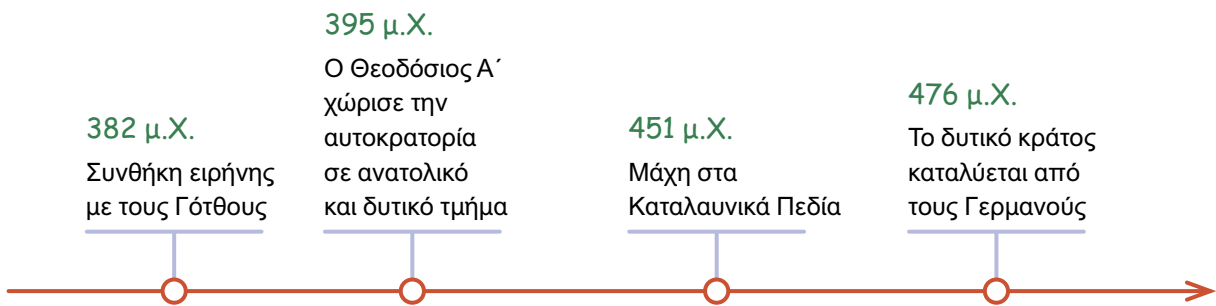 382 μ.Χ.
Συνθήκη ειρήνης
με τους Γότθους
395 μ.Χ.
Ο Θεοδόσιος Α΄
χώρισε την
αυτοκρατορία
σε ανατολικό
και δυτικό τμήμα
451 μ.Χ.
Μάχη στα
Καταλαυνικά Πεδία
476 μ.Χ.
Το δυτικό κράτος
καταλύεται από
τους Γερμανούς